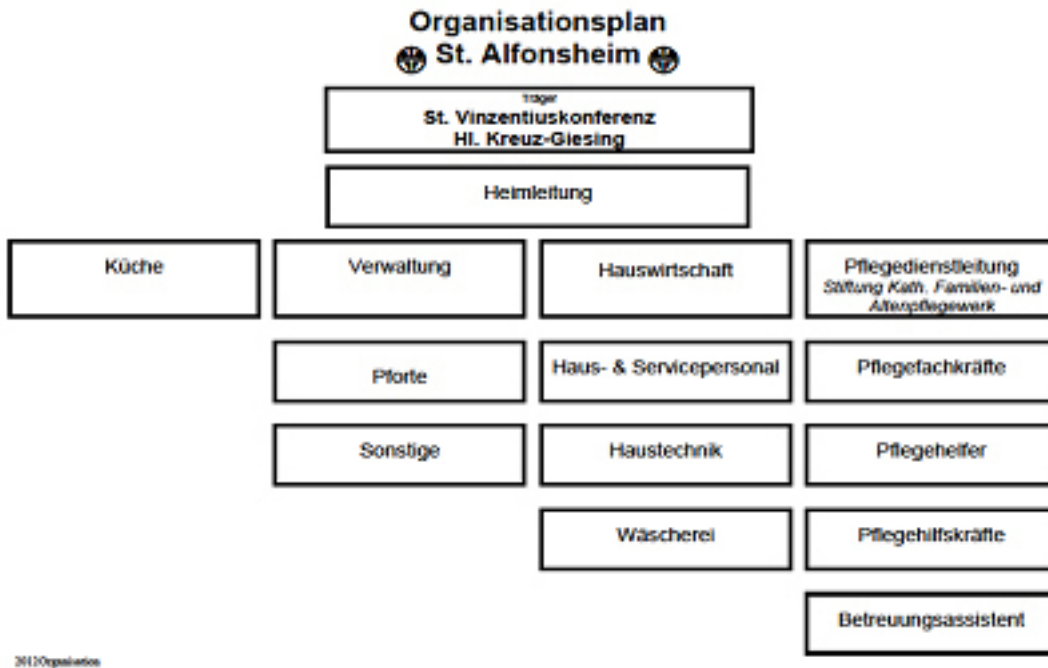 Organisationsplan
St. Alfonsheim
Träger
St. Vinzentiuskonferenz
Hl. Kreuz-Giesing
Heimleitung
Küche
Verwaltung
Hauswirtschaft
Pflegedienstleitung
Stiftung Kath. Familien- und
Altenpflegewerk
Pforte
Haus- & Servicepersonal
Pflegefachkräfte
Sonstige
Haustechnik
Pflegehelfer
Wäscherei
Pflegehilfskräfte
Betreuungsassistent
2012Organisation